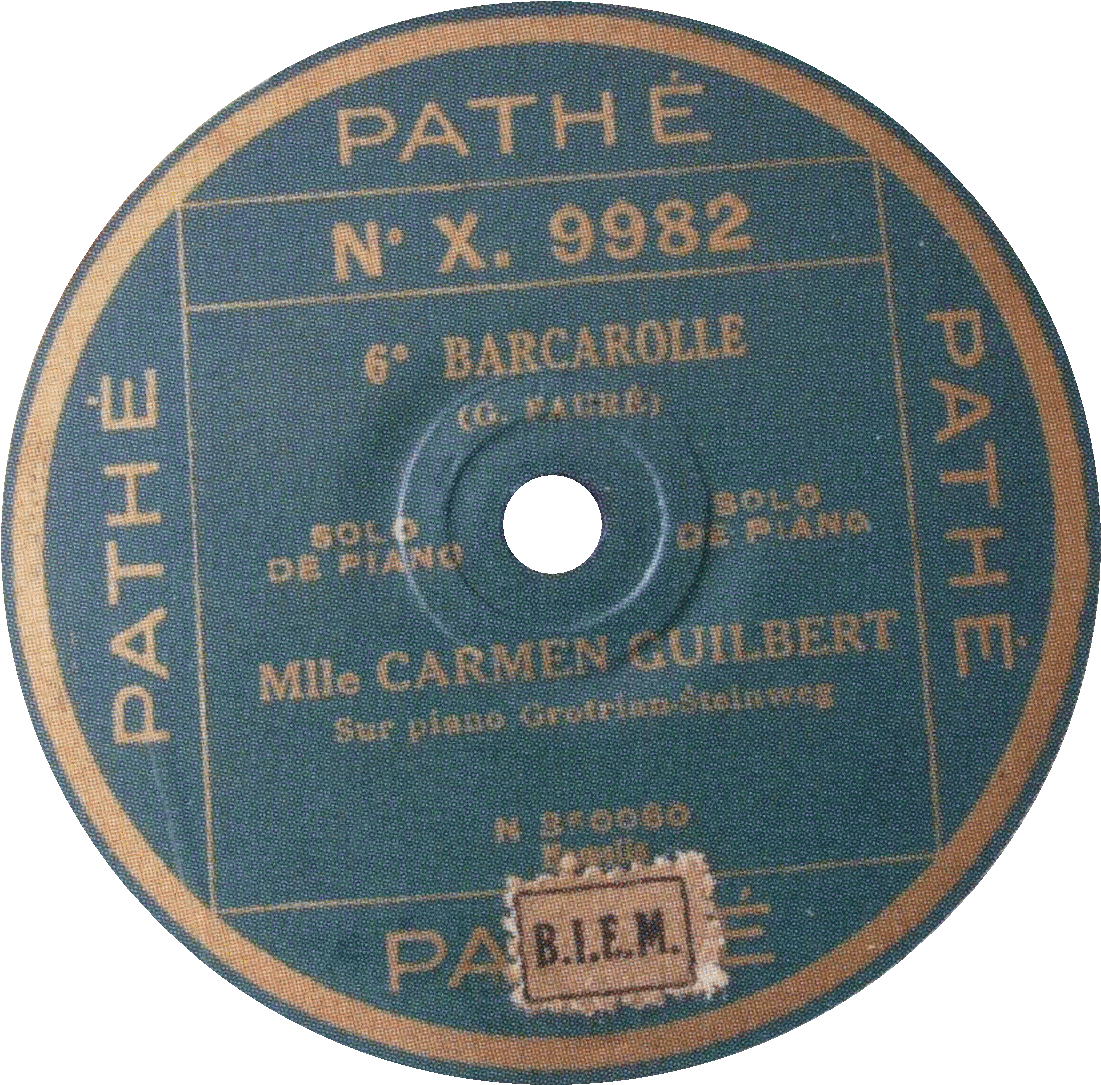 PATHÉ
N° X. 9982
6e BARCAROLLE
(G. FAURÉ)
SOLO
DE PIANO
SOLO
DE PIANO
Mlle CARMEN GUILBERT
Sur piano Grotrian-Steinweg
N
PATHÉ
PATHÉ
PA É
B.I.E.M.